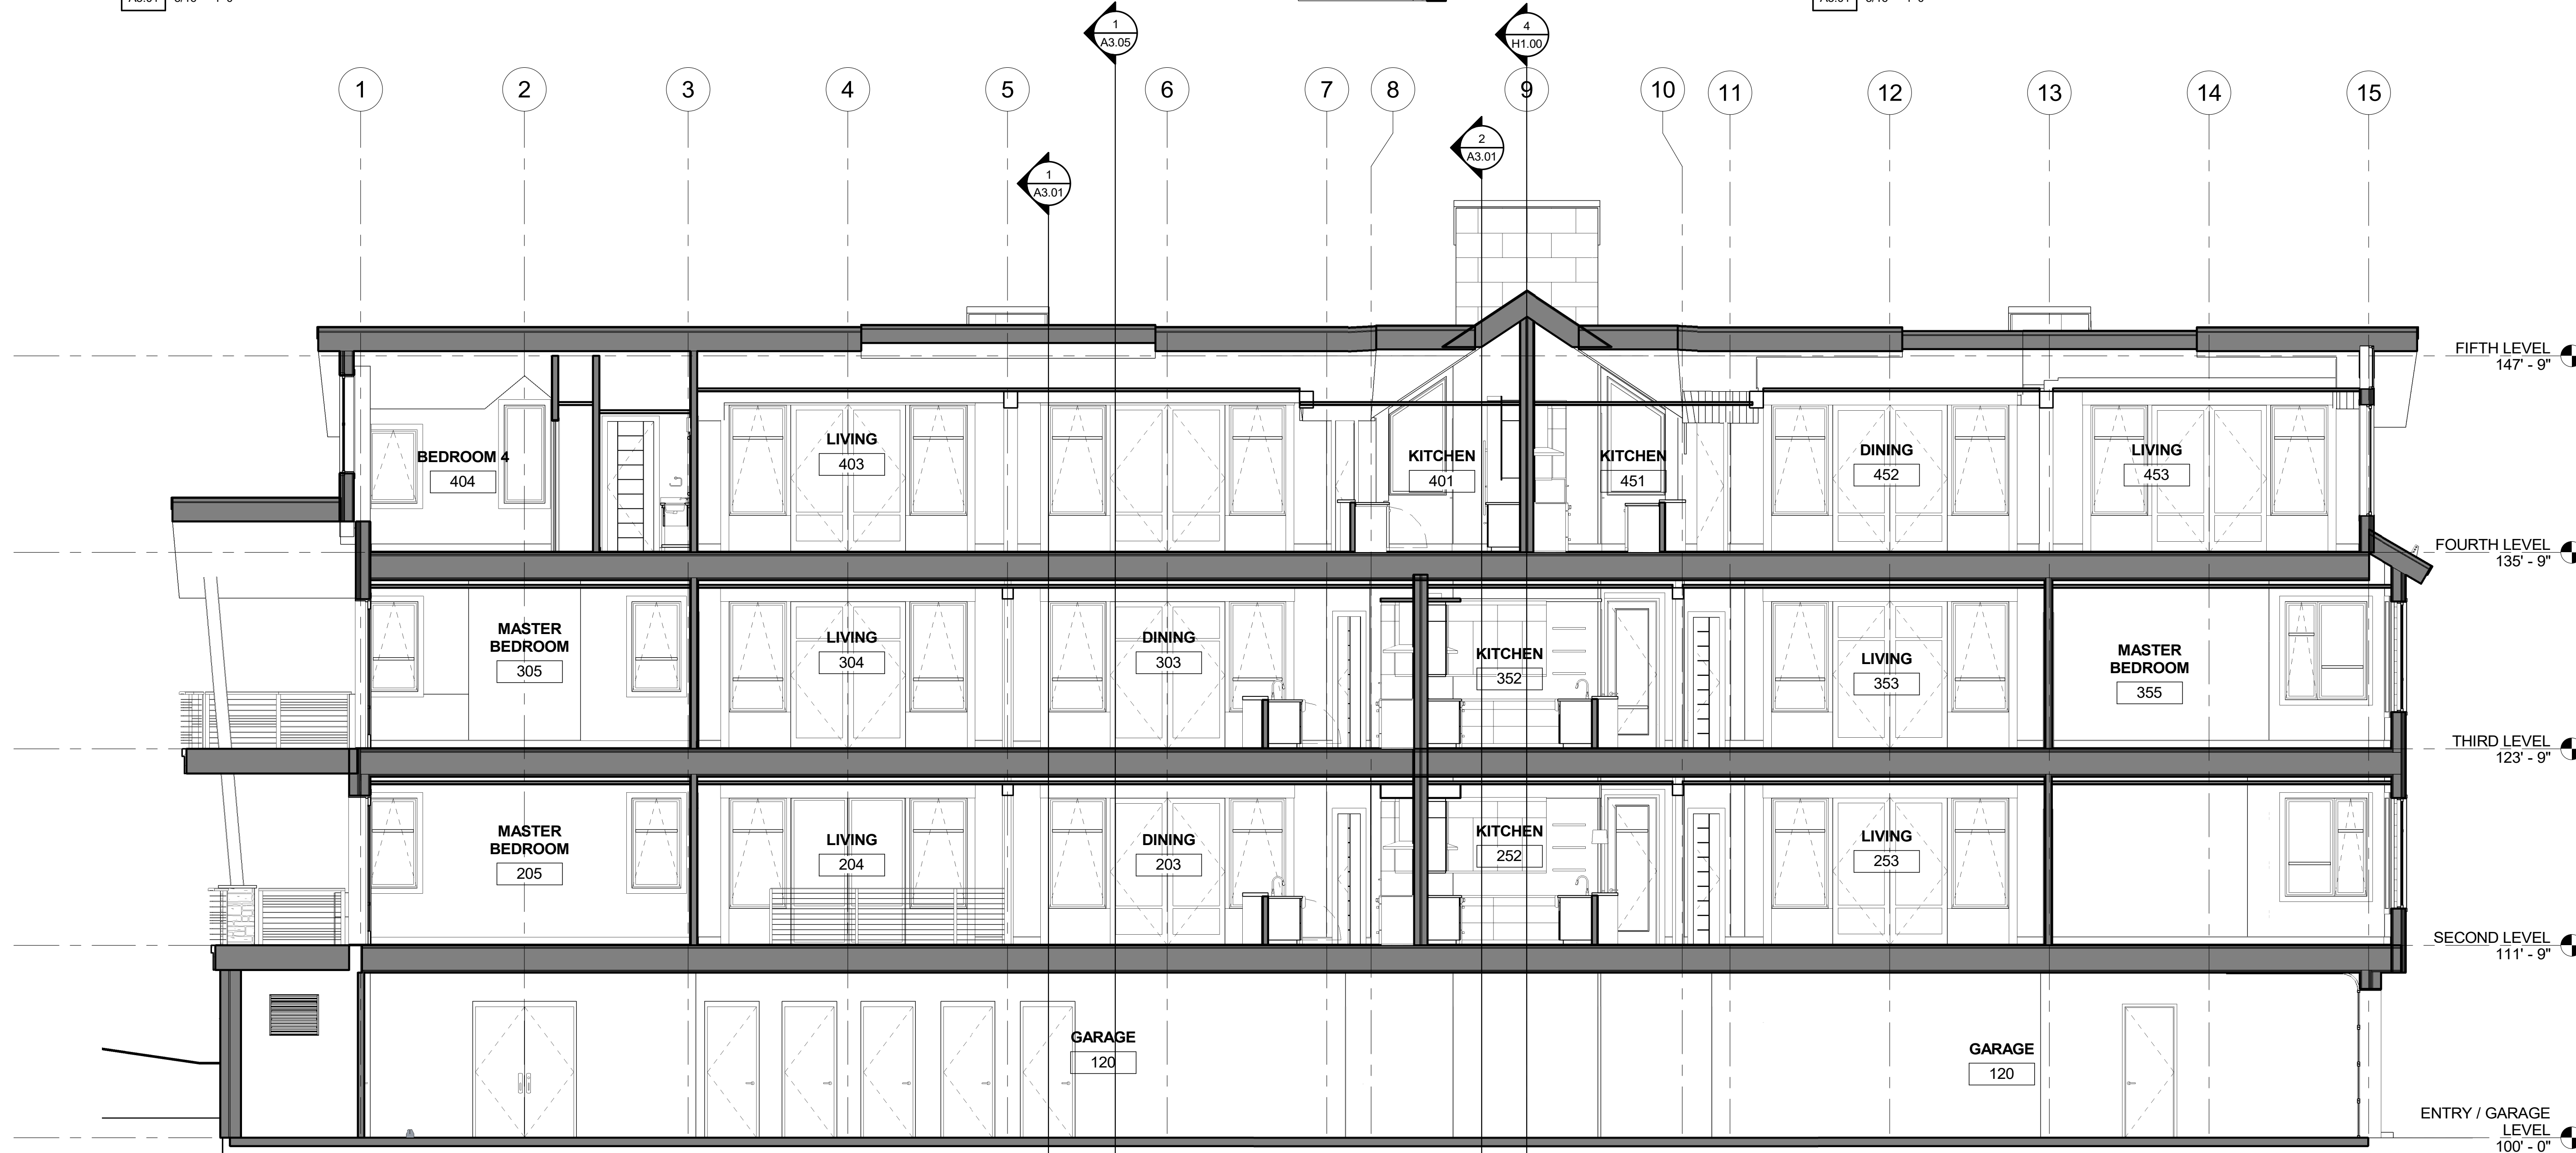 1
A3.05
4
H1.00
1
2
3
4
5
6
7
8
9
10
11
12
13
14
15
2
A3.01
1
A3.01
FIFTH LEVEL
147' - 9"
BEDROOM 4
404
LIVING
403
KITCHEN
401
KITCHEN
451
DINING
452
LIVING
453
FOURTH LEVEL
135' - 9"
MASTER
BEDROOM
305
LIVING
304
DINING
303
KITCHEN
352
LIVING
353
MASTER
BEDROOM
355
THIRD LEVEL
123' - 9"
MASTER
BEDROOM
205
LIVING
204
DINING
203
KITCHEN
252
LIVING
253
SECOND LEVEL
111' - 9"
GARAGE
120
GARAGE
120
ENTRY / GARAGE
LEVEL
100' - 0"